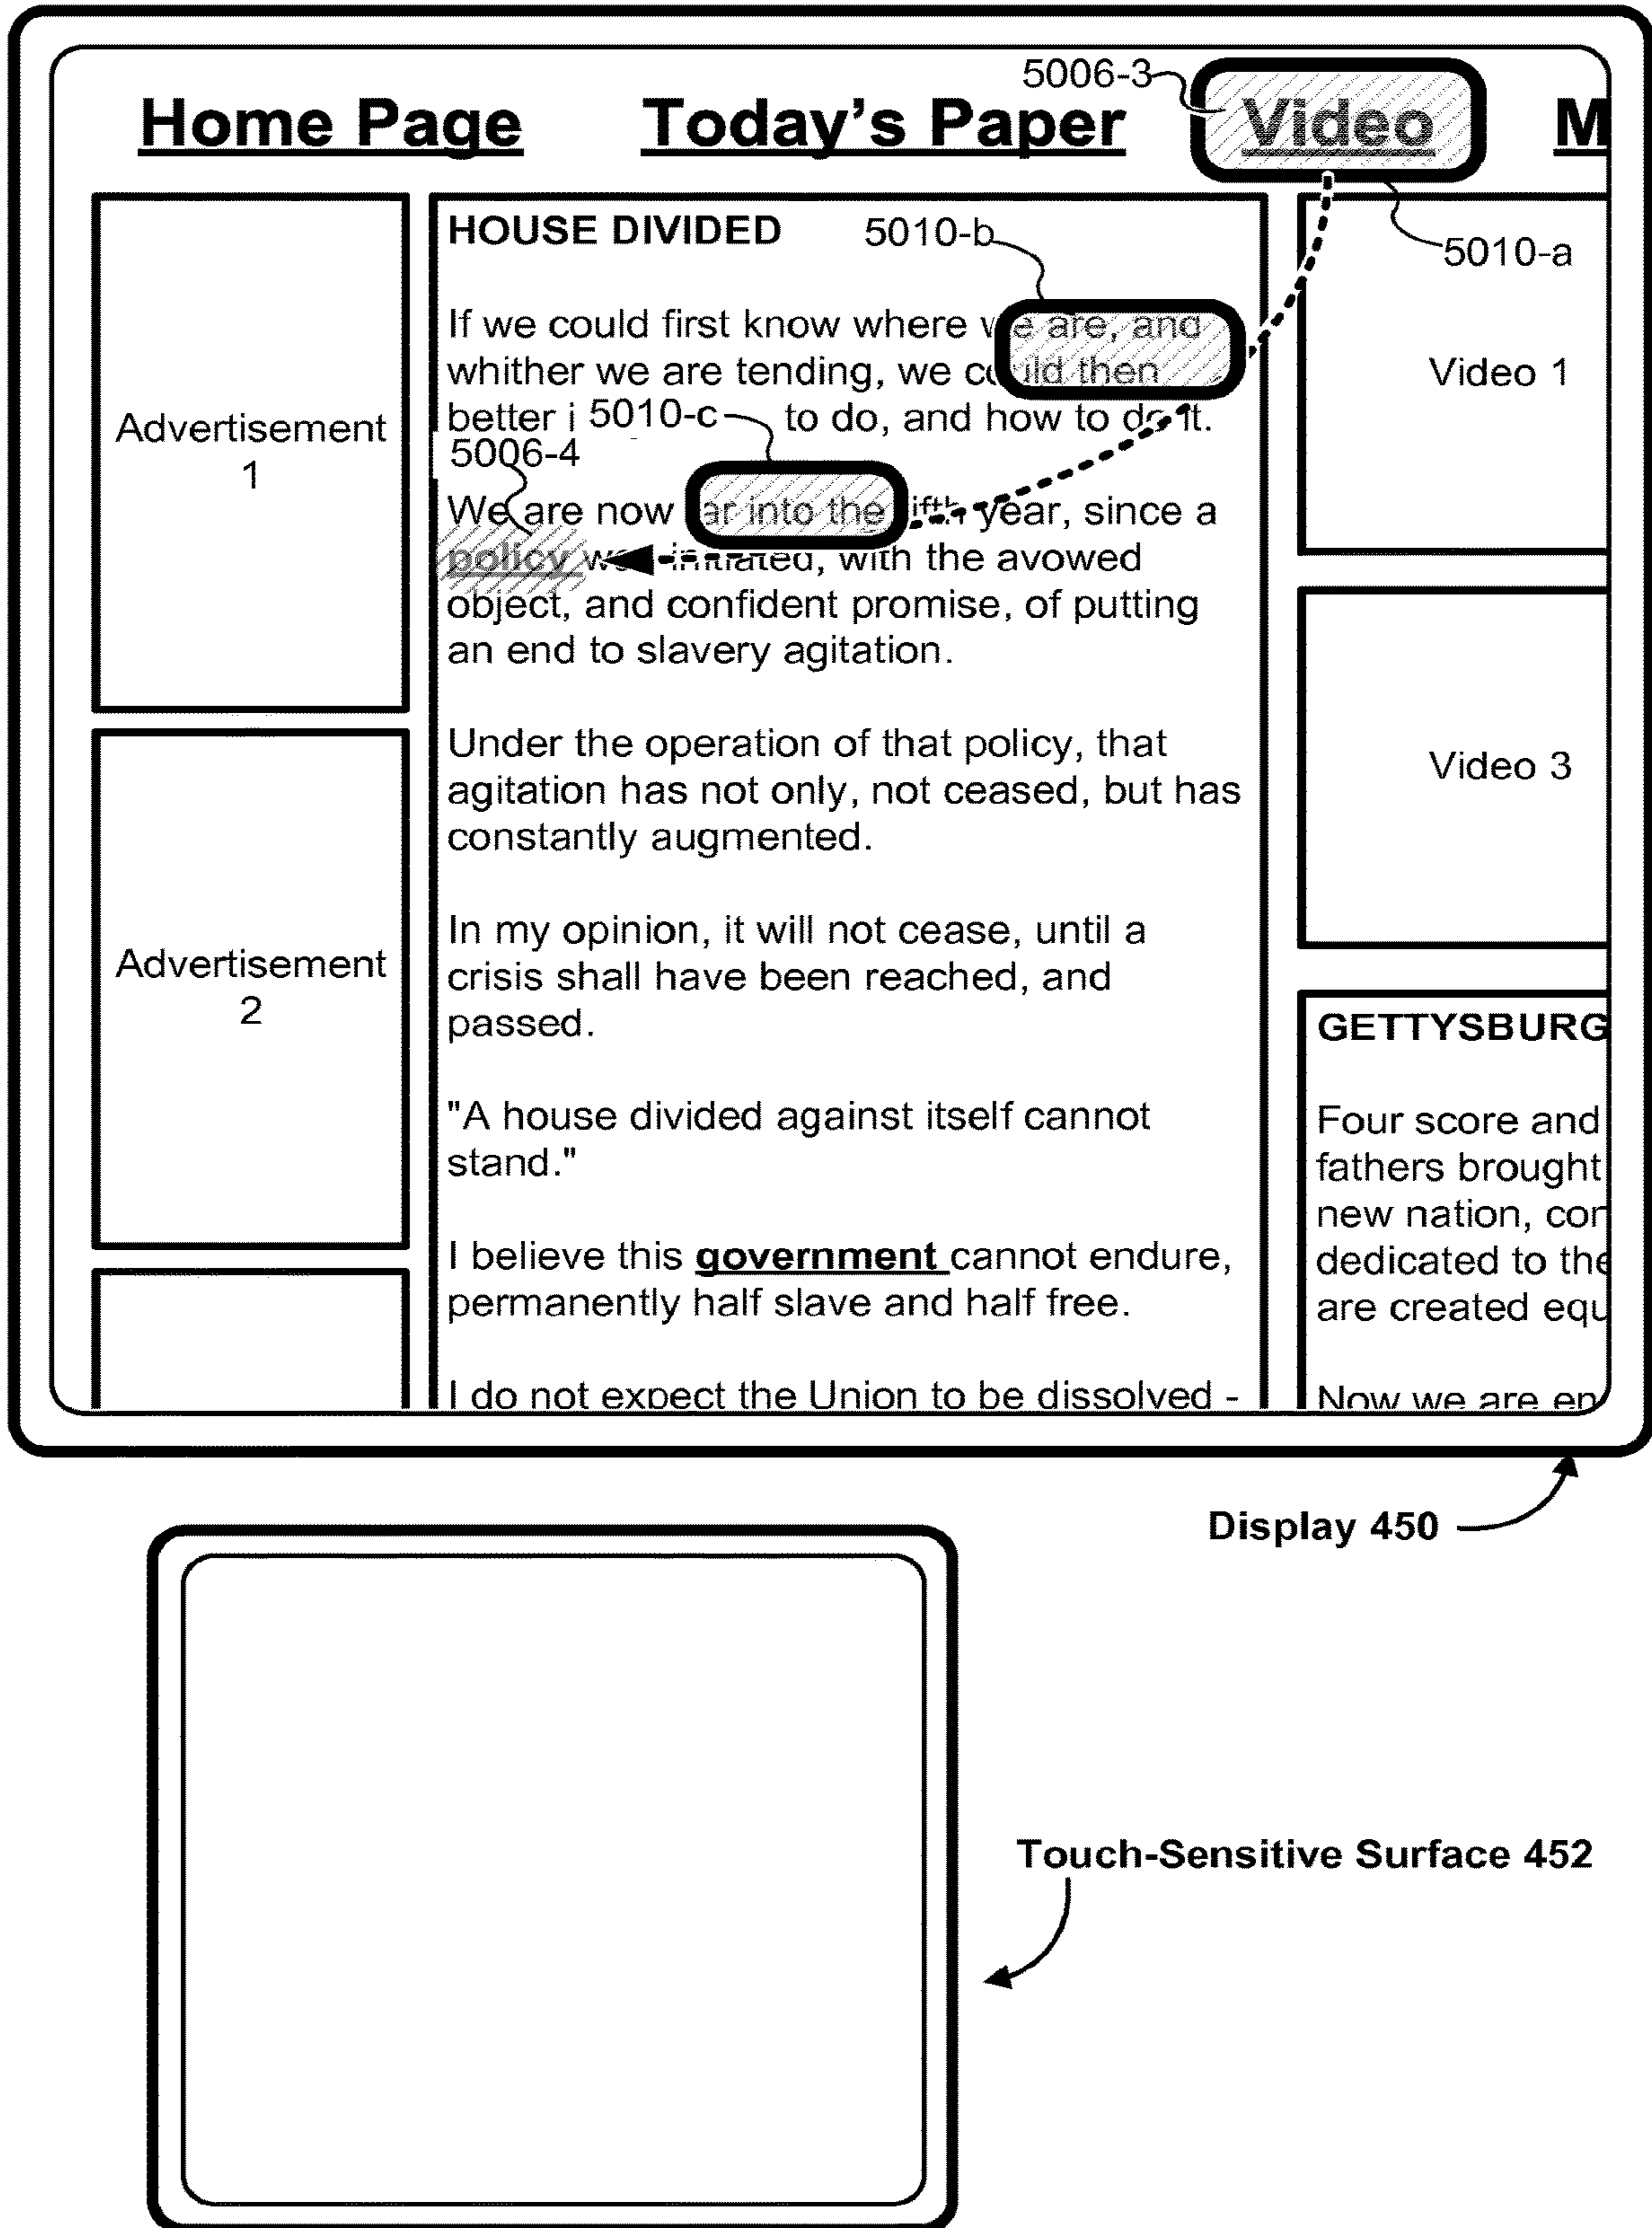 5006-3
Home Page Today's Paper Video M
5010-a
Advertisement
1
Advertisement
2
HOUSE DIVIDED 5010-b
If we could first know where we are, and
whither we are tending, we could then
better i 5010-c to do, and how to do it.
5006-4
We are now ar into the ifth year, since a
policy initiated, with the avowed
object, and confident promise, of putting
an end to slavery agitation.
Under the operation of that policy, that
agitation has not only, not ceased, but has
constantly augmented.
In my opinion, it will not cease, until a
crisis shall have been reached, and
passed.
"A house divided against itself cannot
stand."
I believe this government cannot endure,
permanently half slave and half free.
I do not expect the Union to be dissolved -
Video 1
Video 3
GETTYSBURG
Four score and
fathers brought
new nation, con
dedicated to the
are created equ
Now we are en
Display 450
Touch-Sensitive Surface 452